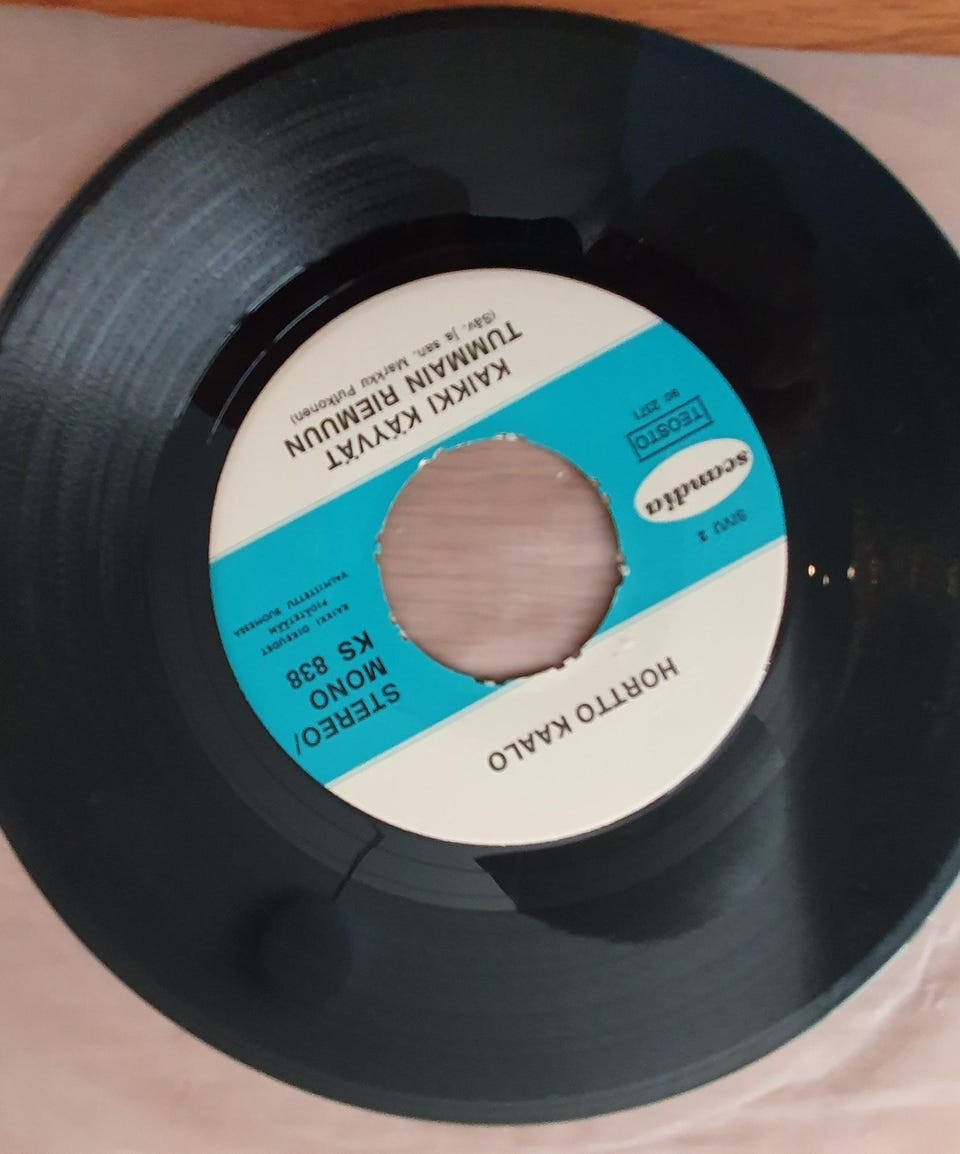 HORTTO KAALO
SIVU 2
scandia
TEOSTO
STEREO/
MONO
KS 838
KAIKKI OIKEUDET
PIDÄTETÄÄN
VALMISTETTU SUOMESSA
KAIKKI KÄYVÄT
TUMMAIN RIEMUUN
(Säv. ja san. Markku Putkonen)